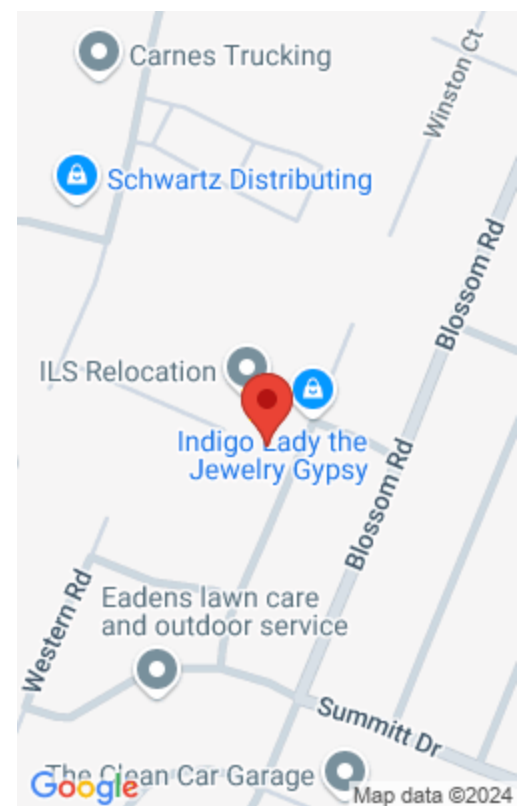 Carnes Trucking
Winston Ct
Schwartz Distributing
Blossom Rd
ILS Relocation
Indigo Lady the
Jewelry Gypsy
Blossom Rd
Western Rd
Eadens lawn care
and outdoor service
Summitt Dr
The Clean Car Garage
Google
Map data ©2024